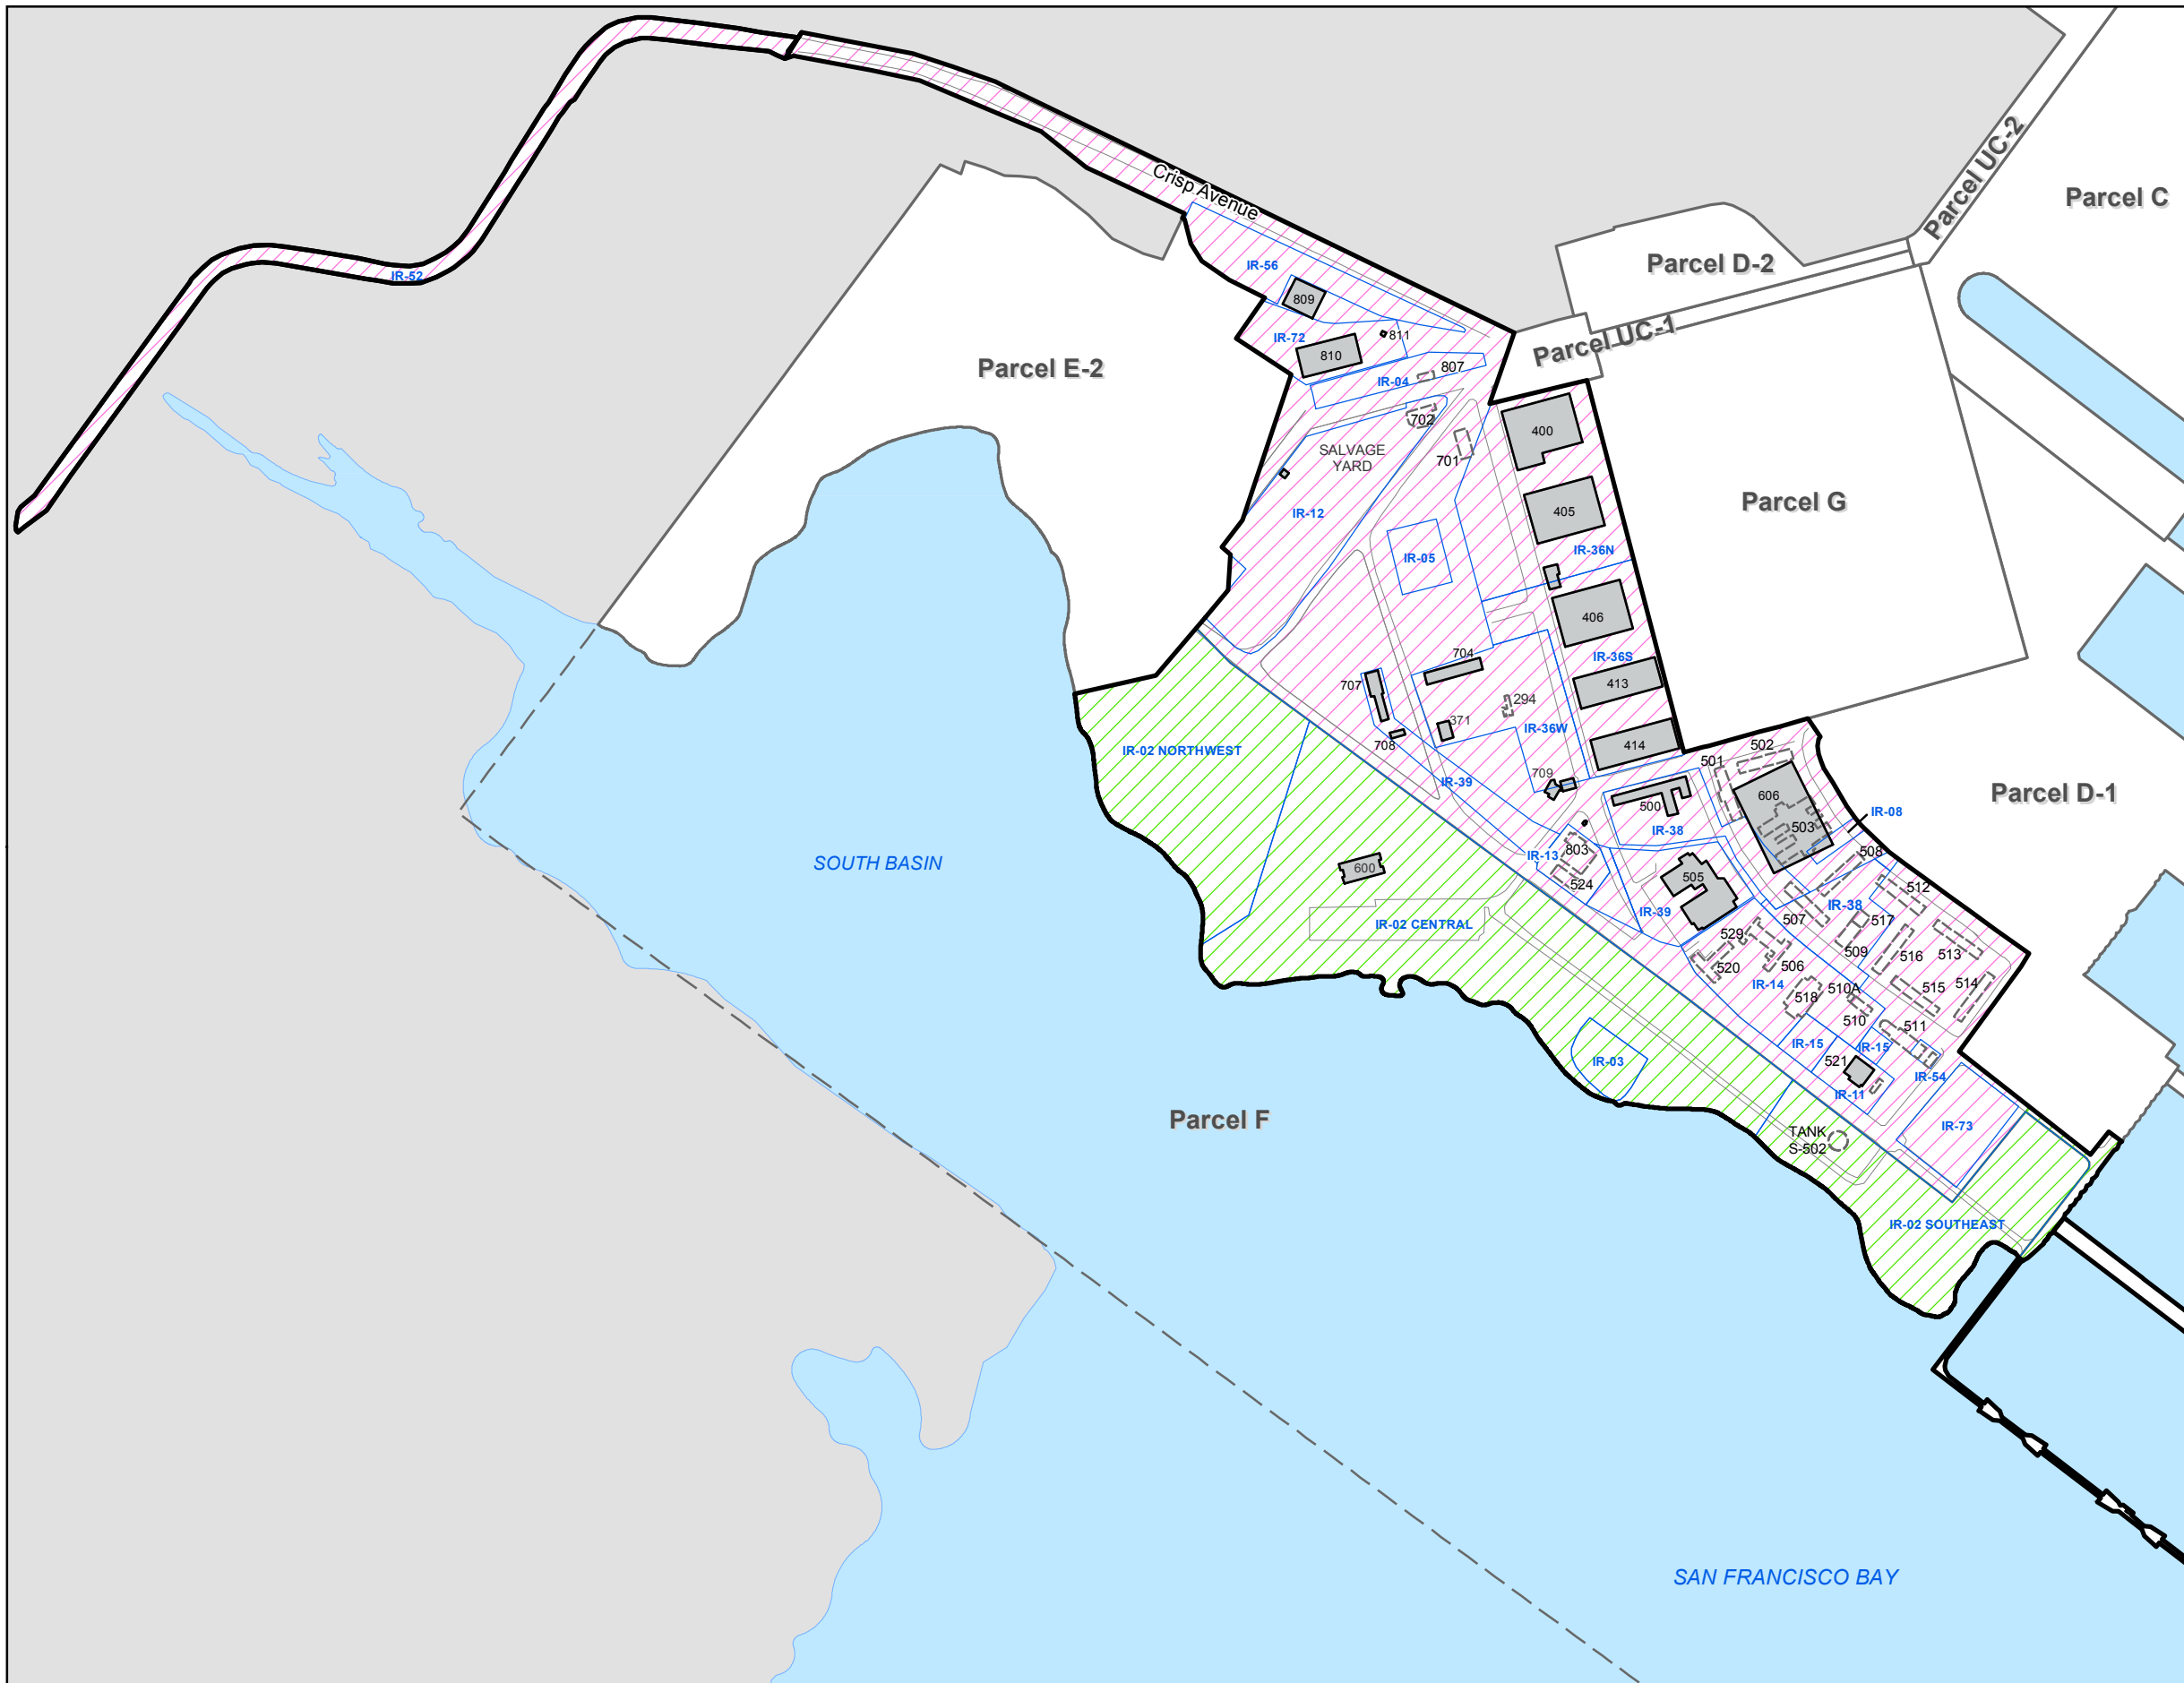 Crisp Avenue
Parcel UC-2
Parcel C
Parcel D-2
IR-56
IR-52
809
IR-72
811
Parcel UC-1
810
807
Parcel E-2
IR-04
702
400
SALVAGE
YARD
701
Parcel G
405
IR-12
IR-36N
IR-05
406
704
IR-36S
707
413
294
371
IR-36W
708
414
IR-02 NORTHWEST
502
501
709
IR-39
Parcel D-1
606
500
IR-08
503
IR-38
803
IR-13
508
SOUTH BASIN
600
505
524
512
IR-38
IR-39
507
517
IR-02 CENTRAL
529
509
516
513
520
506
IR-14
514
510A
515
518
510
511
IR-15
IR-15
IR-03
521
IR-54
IR-11
Parcel F
IR-73
TANK
S-502
IR-02 SOUTHEAST
SAN FRANCISCO BAY